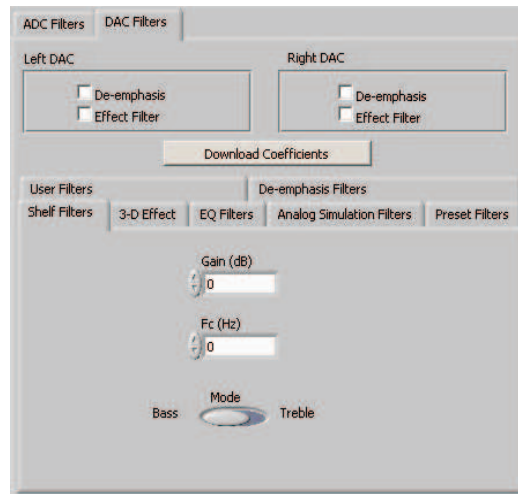 ADC Filters DAC Filters
Left DAC Right DAC
De-emphasis De-emphasis
Effect Filter Effect Filter
Download Coefficients
User Filters De-emphasis Filters
Shelf Filters 3-D Effect EQ Filters Analog Simulation Filters Preset Filters
Gain (dB)
0
Fc (Hz)
0
Mode
Bass Treble